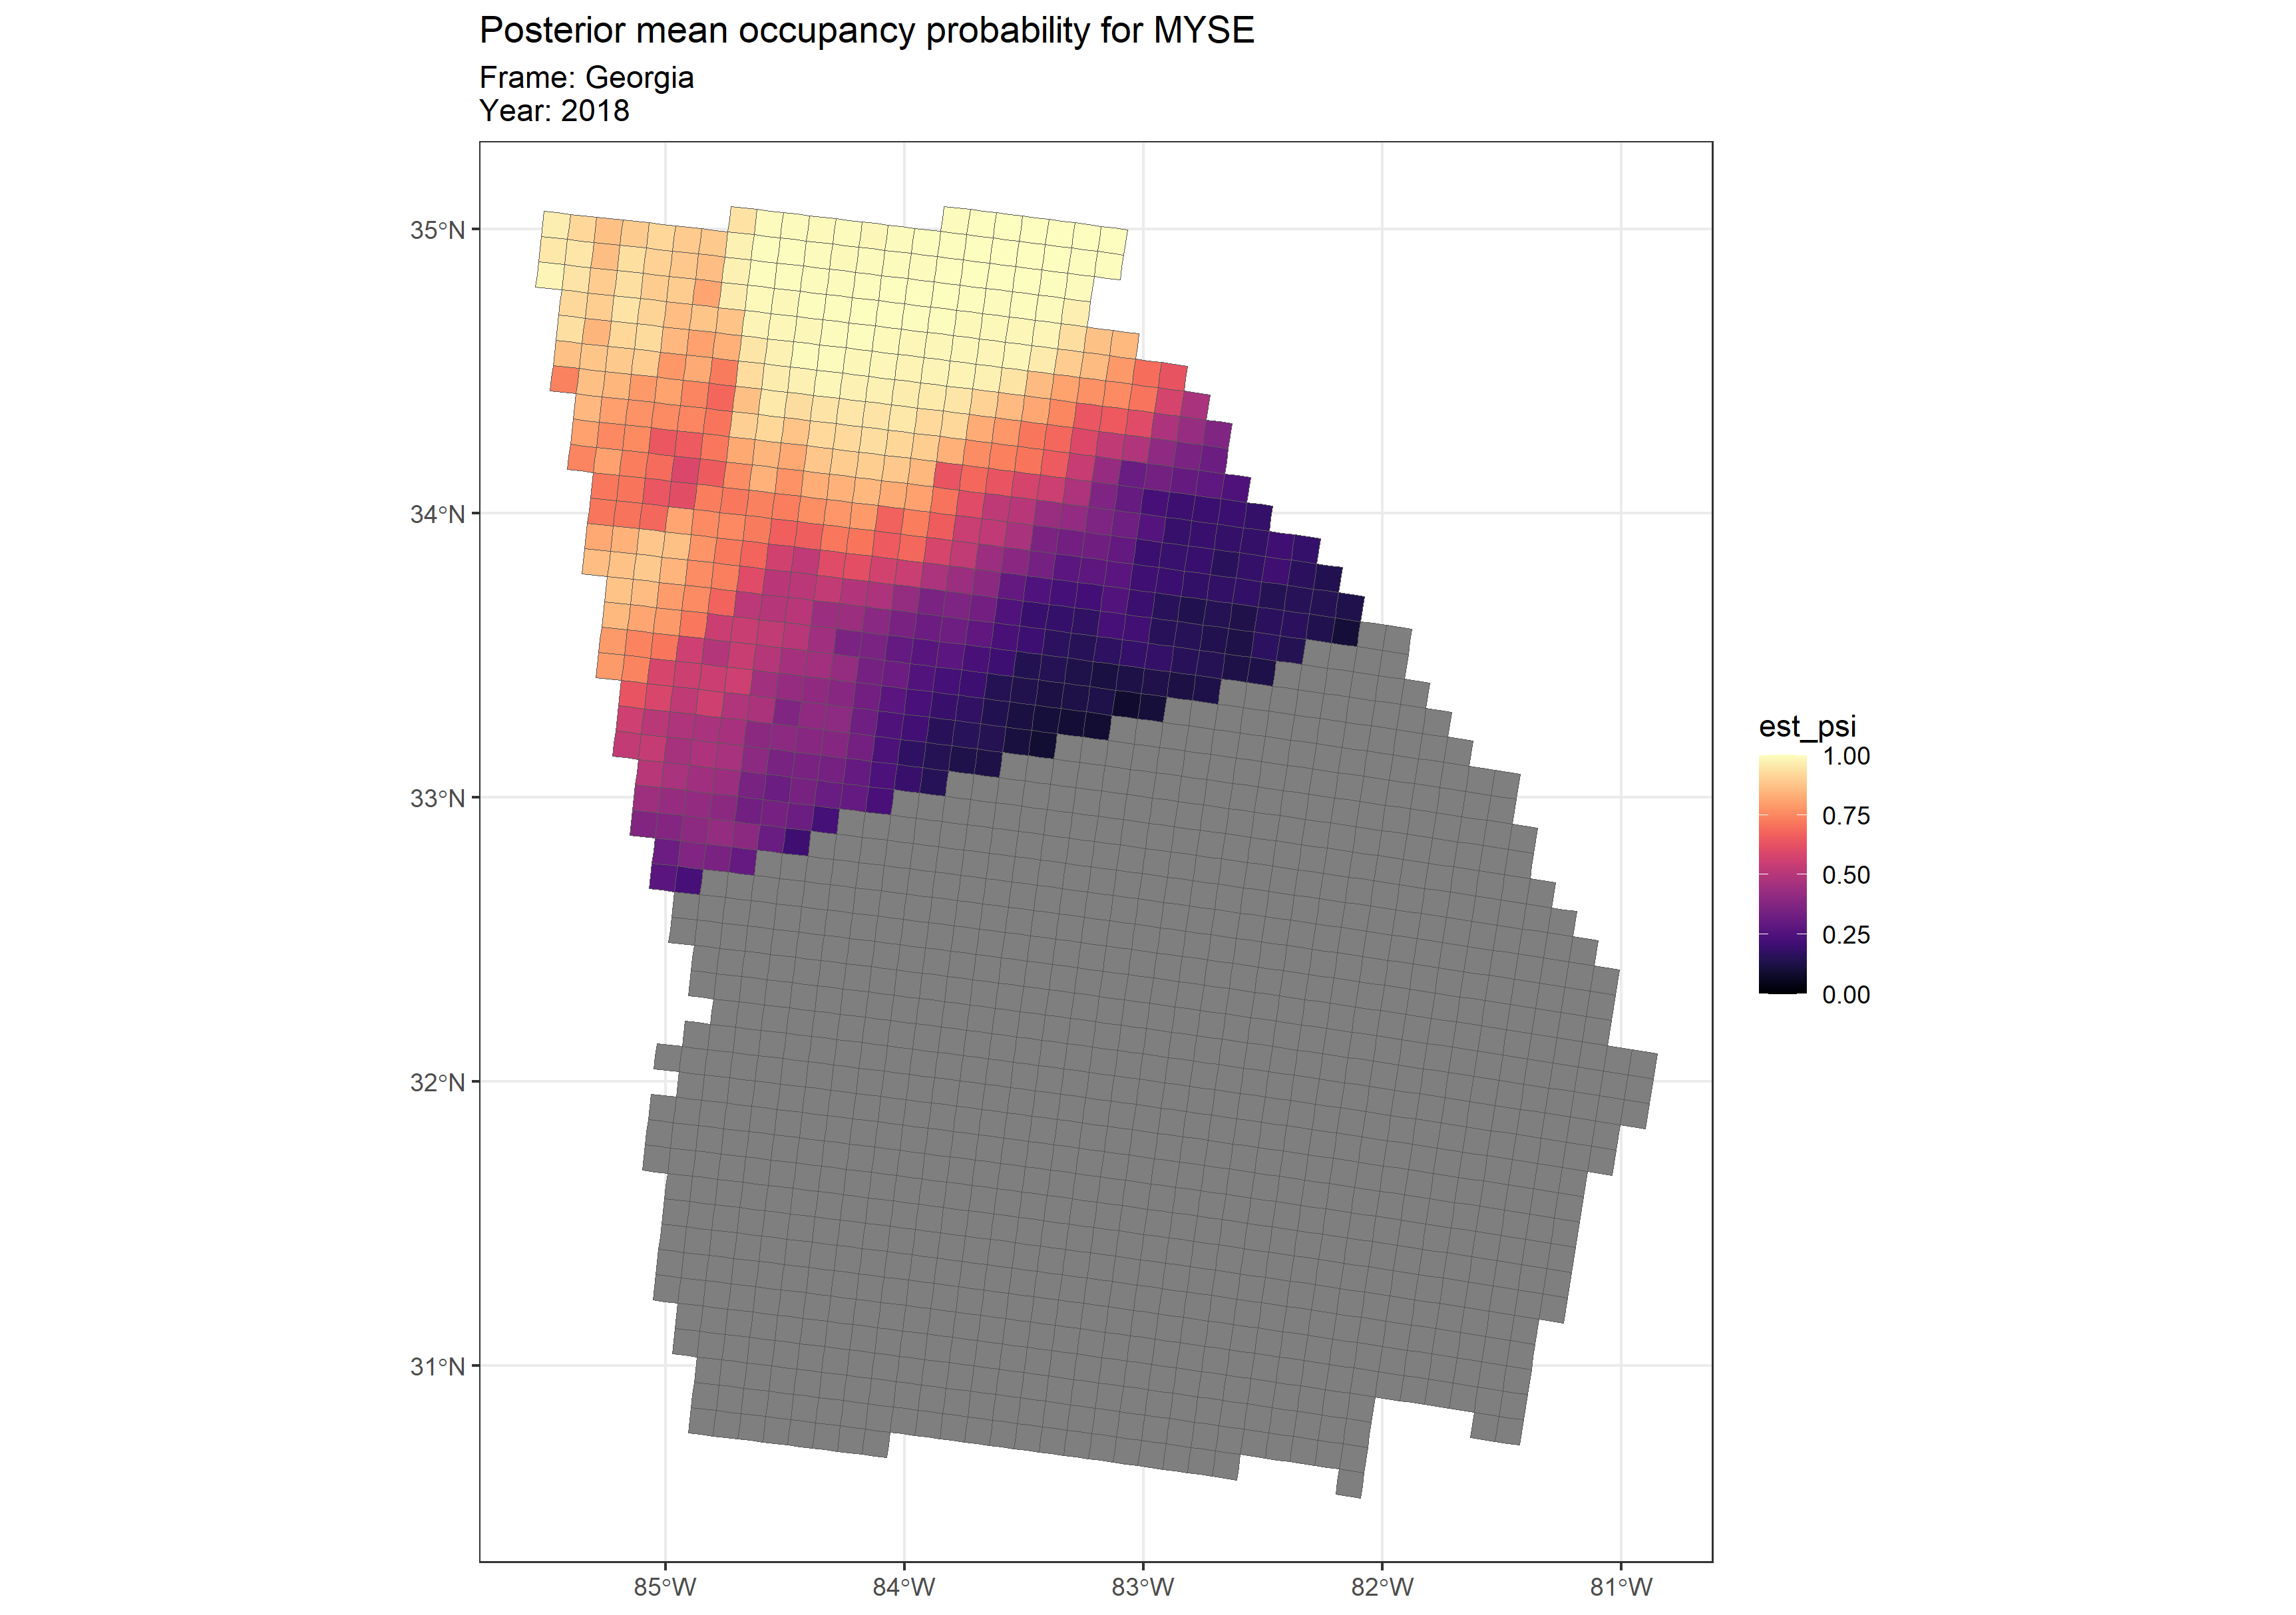 Posterior mean occupancy probability for MYSE
Frame: Georgia
Year: 2018
35°N
34°N
33°N
32°N
31°N
85°W
84°W
83°W
82°W
81°W
est_psi
1.00
0.75
0.50
0.25
0.00